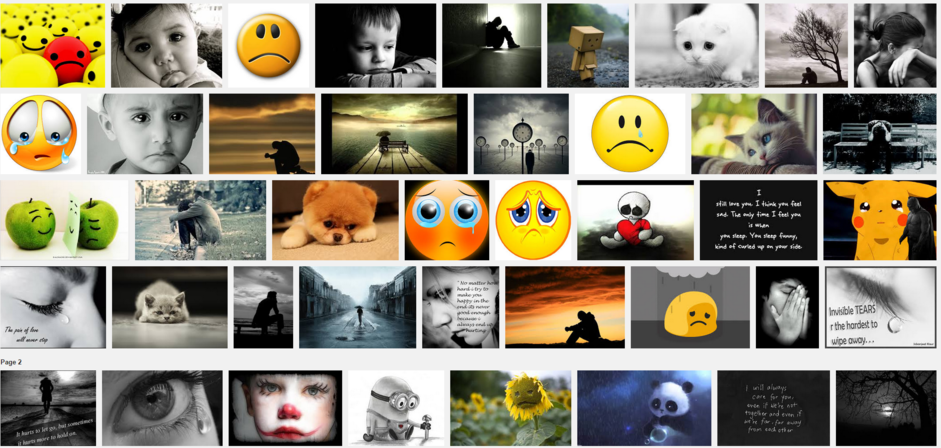 I
still love you. I think you feel
sad. The only time I feel you
is when
you sleep. You sleep funny,
kind of curled up on your side.
The pain of love
will never stop
"No matter how
hard i try to
make you
happy in the
end its never
good enough
because i
always end up
hurting
Invisible TEARS
r the hardest to
wipe away...
Page 2
It hurts to let go, but sometimes
it hurts more to hold on.
I will always
care for you,
even if we're not
together and even if
we're far, far away
from each other